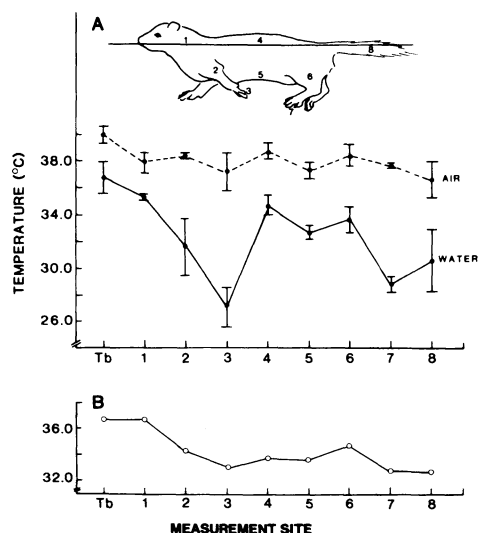 A
1
4
8
2
5
6
3
7
TEMPERATURE (°C)
38.0
34.0
30.0
26.0
AIR
WATER
Tb 1 2 3 4 5 6 7 8
B
36.0
32.0
Tb 1 2 3 4 5 6 7 8
MEASUREMENT SITE